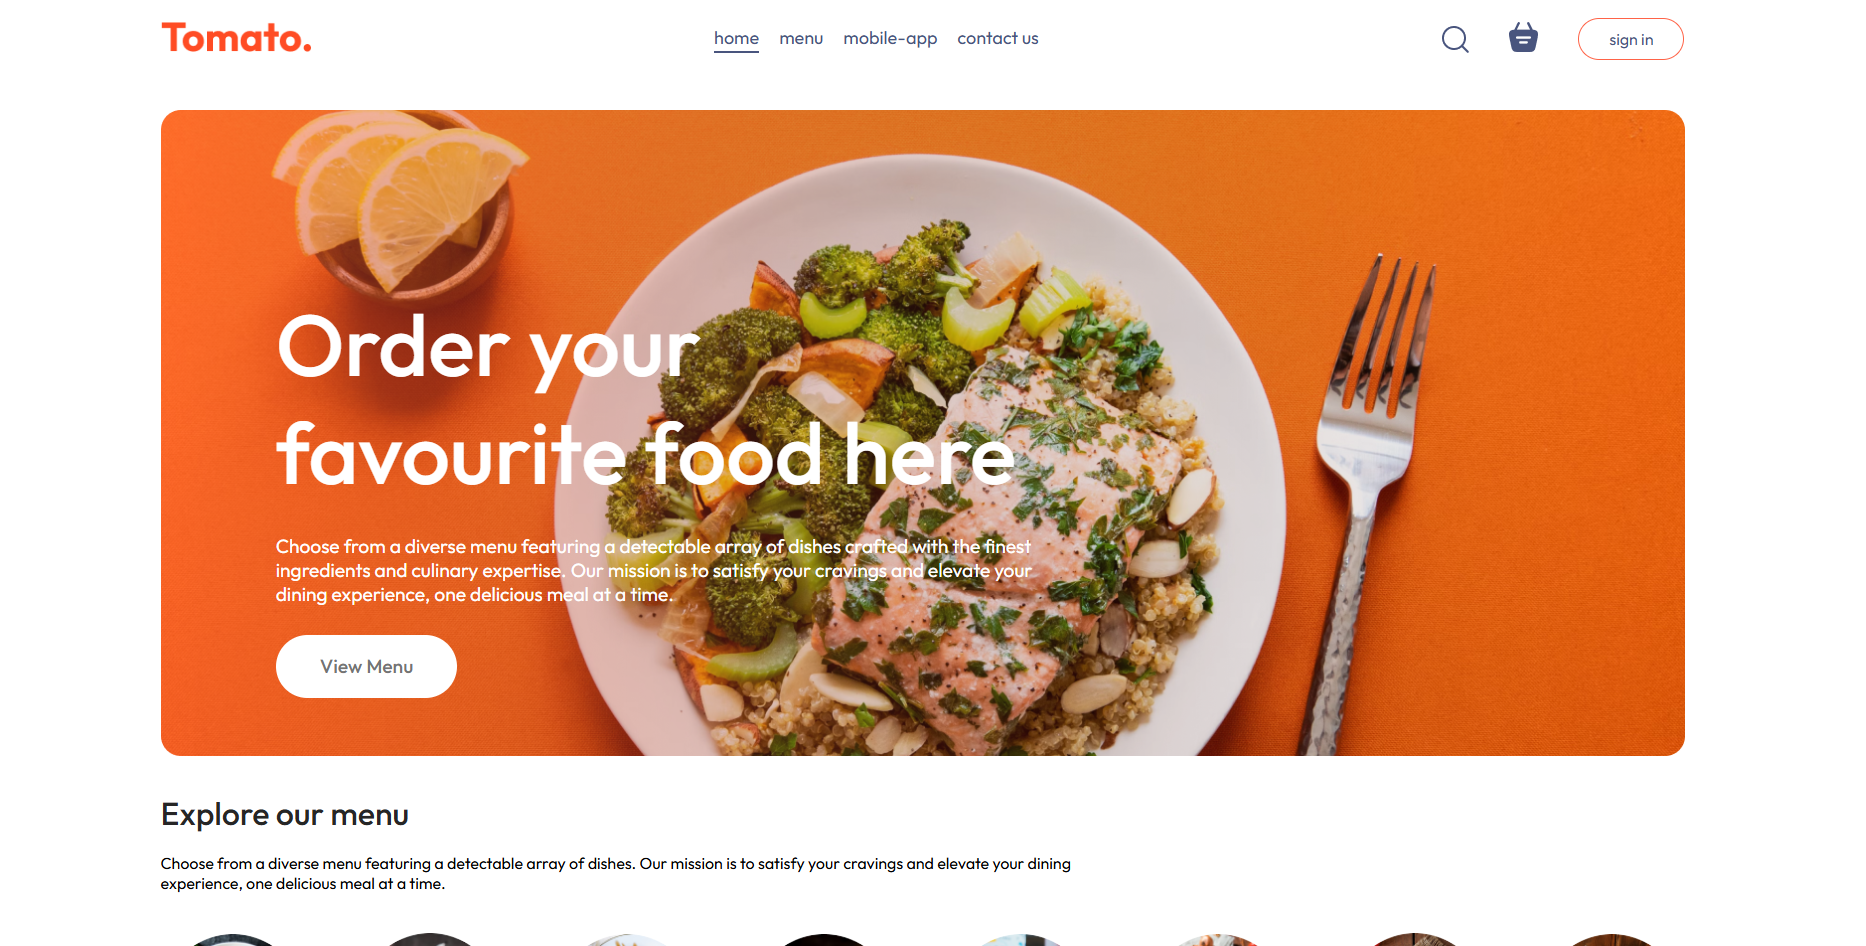 Tomato.
home menu mobile-app contact us
sign in
Order your
favourite food here
Choose from a diverse menu featuring a detectable array of dishes crafted with the finest
ingredients and culinary expertise. Our mission is to satisfy your cravings and elevate your
dining experience, one delicious meal at a time.
View Menu
Explore our menu
Choose from a diverse menu featuring a detectable array of dishes. Our mission is to satisfy your cravings and elevate your dining
experience, one delicious meal at a time.